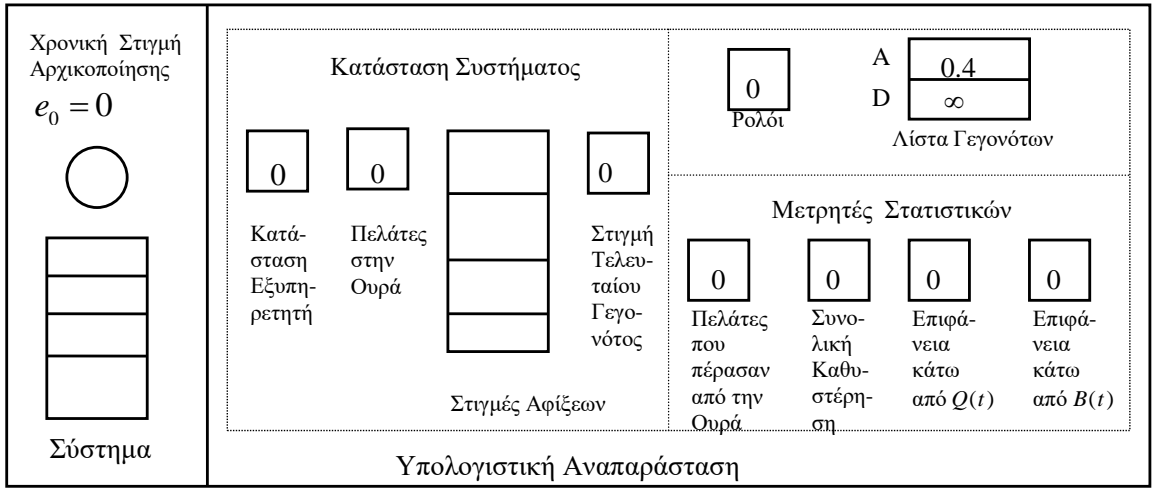 Χρονική Στιγμή
Αρχικοποίησης
e₀ = 0
Σύστημα
Κατάσταση Συστήματος
0
0
0
Κατά-
σταση
Εξυπη-
ρετητή
Πελάτες
στην
Ουρά
Στιγμές Αφίξεων
Στιγμή
Τελευ-
ταίου
Γεγο-
νότος
0
Ρολόι
A
0.4
D
∞
Λίστα Γεγονότων
Μετρητές Στατιστικών
0
0
0
0
Πελάτες
που
πέρασαν
από την
Ουρά
Συνο-
λική
Καθυ-
στέρη-
ση
Επιφά-
νεια
κάτω
από Q(t)
Επιφά-
νεια
κάτω
από B(t)
Υπολογιστική Αναπαράσταση